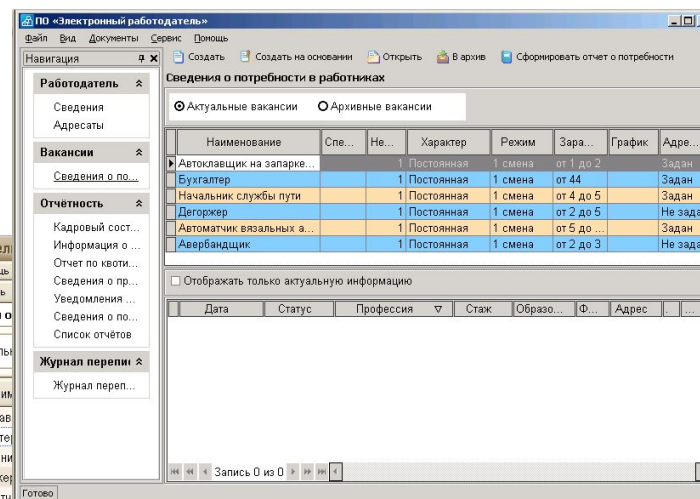 ПО «Электронный работодатель»
Файл Вид Документы Сервис Помощь
Навигация
Создать Создать на основании Открыть В архив Сформировать отчет о потребности
Сведения о потребности в работниках
Работодатель
Сведения
Адресаты
Вакансии
Сведения о по...
Отчётность
Кадровый сост...
Информация о ...
Отчет по квоти...
Сведения о пр...
Уведомления ...
Сведения о по...
Список отчётов
Журнал перепи
Журнал переп...
Актуальные вакансии Архивные вакансии
Наименование Спе... Не... Характер Режим Зара... График Адре...
Автоклавщик на запарке... 1 Постоянная 1 смена от 1 до 2 Задан
Бухгалтер 1 Постоянная 1 смена от 44 Задан
Начальник службы пути 1 Постоянная 1 смена от 4 до 5 Задан
Дегоржер 1 Постоянная 1 смена от 2 до 5 Не зада
Автоматчик вязальных а... 1 Постоянная 1 смена от 5 до ... Задан
Авербандщик 1 Постоянная 1 смена от 2 до 3 Не зада
Отображать только актуальную информацию
Дата Статус Профессия Стаж Образо... Ф... Адрес . ...
Запись 0 из 0
Готово